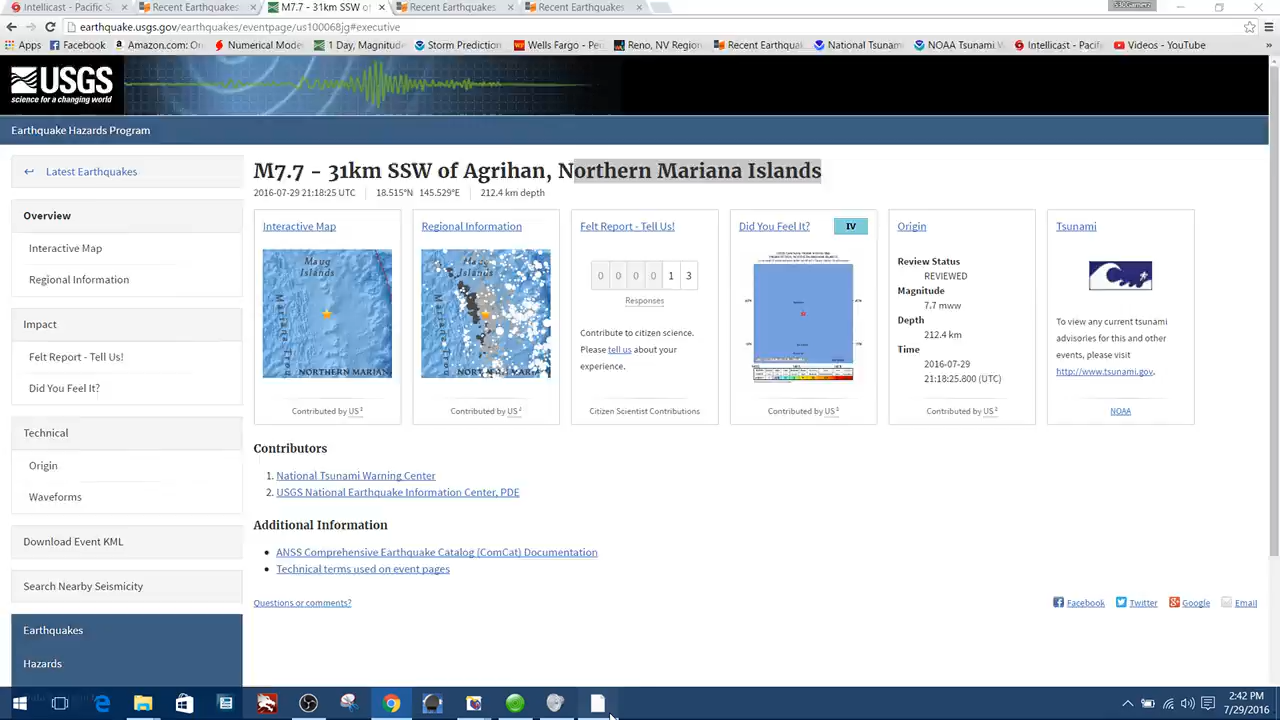 Intellicast - Pacific S
Recent Earthquakes
M7.7 - 31km SSW of
Recent Earthquakes
Recent Earthquakes
530Gamers
earthquake.usgs.gov/earthquakes/eventpage/us100068jg#executive
Apps
Facebook
Amazon.com: On
Numerical Mode
1 Day, Magnitude
Storm Prediction
Wells Fargo - Pe
Reno, NV Region
Recent Earthqua
National Tsunam
NOAA Tsunami
Intellicast - Pacif
Videos - YouTube
»
USGS
science for a changing world
Earthquake Hazards Program
Latest Earthquakes
Overview
Interactive Map
Regional Information
Impact
Felt Report - Tell Us!
Did You Feel It?
Technical
Origin
Waveforms
Download Event KML
Search Nearby Seismicity
Earthquakes
Hazards
M7.7 - 31km SSW of Agrihan, Northern Mariana Islands
2016-07-29 21:18:25 UTC 18.515°N 145.529°E 212.4 km depth
Interactive Map
Maug
Islands
NORTHERN MARIAN
Contributed by US
Regional Information
Islands
NORTHERN MARIA
Contributed by US
Felt Report - Tell Us!
0 0 0 0 1 3
Responses
Contribute to citizen science.
Please tell us about your
experience.
Citizen Scientist Contributions
Did You Feel It?
IV
Contributed by US
Origin
Review Status
REVIEWED
Magnitude
7.7 mww
Depth
212.4 km
Time
2016-07-29
21:18:25.800 (UTC)
Contributed by US
Tsunami
To view any current tsunami
advisories for this and other
events, please visit
http://www.tsunami.gov.
NOAA
Contributors
1. National Tsunami Warning Center
2. USGS National Earthquake Information Center, PDE
Additional Information
• ANSS Comprehensive Earthquake Catalog (ComCat) Documentation
• Technical terms used on event pages
Questions or comments?
Facebook
Twitter
Google
Email
2:42 PM
7/29/2016